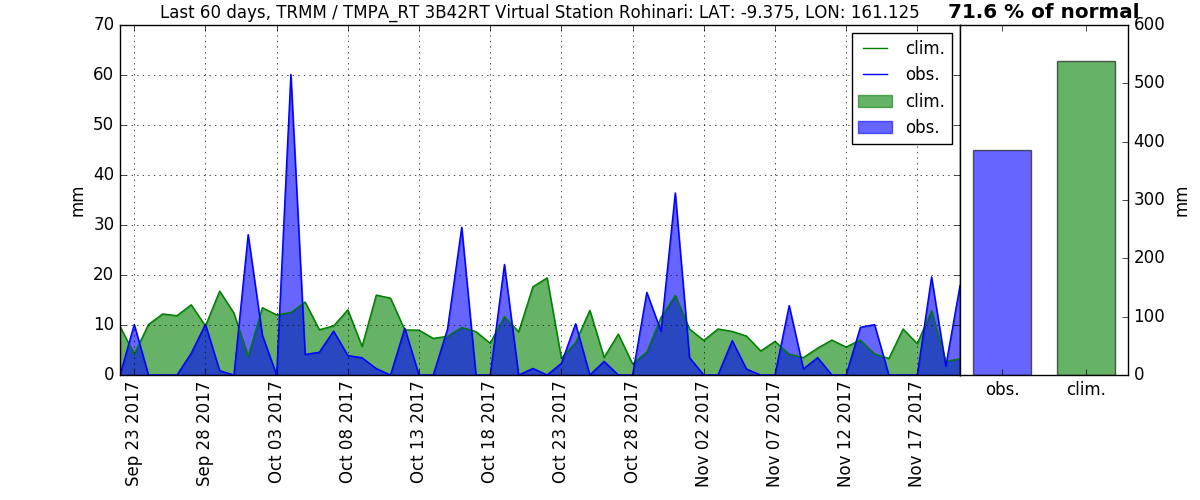 Last 60 days, TRMM / TMPA_RT 3B42RT Virtual Station Rohinari: LAT: -9.375, LON: 161.125
71.6 % of normal
70
60
50
40
30
20
10
0
mm
clim.
obs.
clim.
obs.
600
500
400
300
200
100
0
mm
obs.
clim.
Sep 23 2017
Sep 28 2017
Oct 03 2017
Oct 08 2017
Oct 13 2017
Oct 18 2017
Oct 23 2017
Oct 28 2017
Nov 02 2017
Nov 07 2017
Nov 12 2017
Nov 17 2017